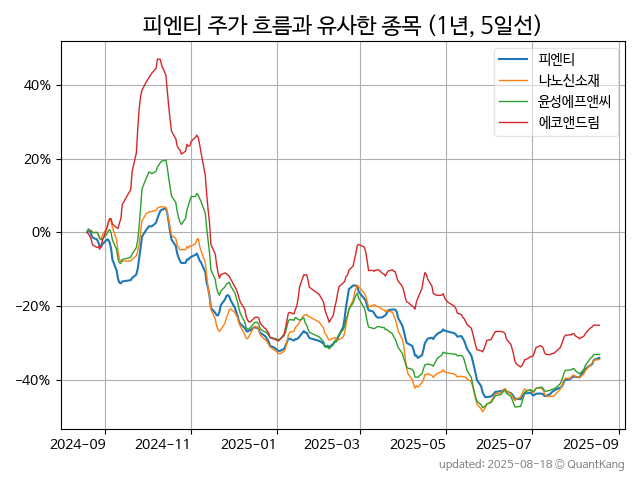 피엔티 주가 흐름과 유사한 종목 (1년, 5일선)
피엔티
나노신소재
윤성에프앤씨
에코앤드림
40%
20%
0%
−20%
−40%
2024-09 2024-11 2025-01 2025-03 2025-05 2025-07 2025-09
updated: 2025-08-18 © QuantKang